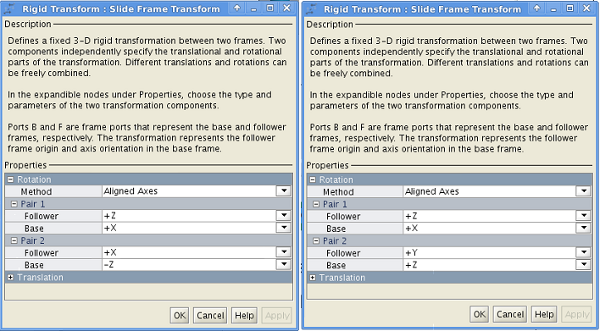 Rigid Transform : Slide Frame Transform
Description
Defines a fixed 3-D rigid transformation between two frames. Two
components independently specify the translational and rotational
parts of the transformation. Different translations and rotations can
be freely combined.
In the expandible nodes under Properties, choose the type and
parameters of the two transformation components.
Ports B and F are frame ports that represent the base and follower
frames, respectively. The transformation represents the follower
frame origin and axis orientation in the base frame.
Properties
Rotation
Method Aligned Axes
Pair 1
Follower +Z
Base +X
Pair 2
Follower +X
Base -Z
Translation
OK Cancel Help Apply
Rigid Transform : Slide Frame Transform
Description
Defines a fixed 3-D rigid transformation between two frames. Two
components independently specify the translational and rotational
parts of the transformation. Different translations and rotations can
be freely combined.
In the expandible nodes under Properties, choose the type and
parameters of the two transformation components.
Ports B and F are frame ports that represent the base and follower
frames, respectively. The transformation represents the follower
frame origin and axis orientation in the base frame.
Properties
Rotation
Method Aligned Axes
Pair 1
Follower +Z
Base +X
Pair 2
Follower +Y
Base +Z
Translation
OK Cancel Help Apply